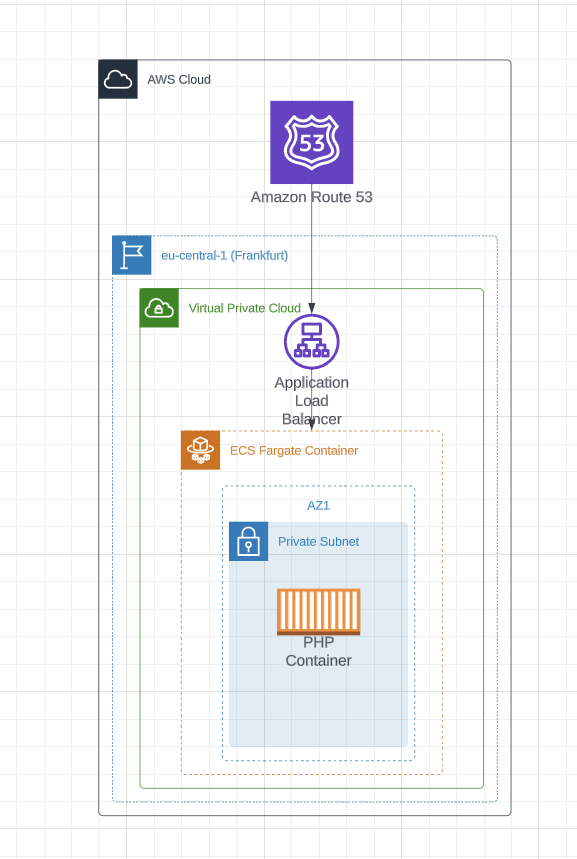 AWS Cloud
53
Amazon Route 53
eu-central-1 (Frankfurt)
Virtual Private Cloud
Application
Load
Balancer
ECS Fargate Container
AZ1
Private Subnet
PHP
Container